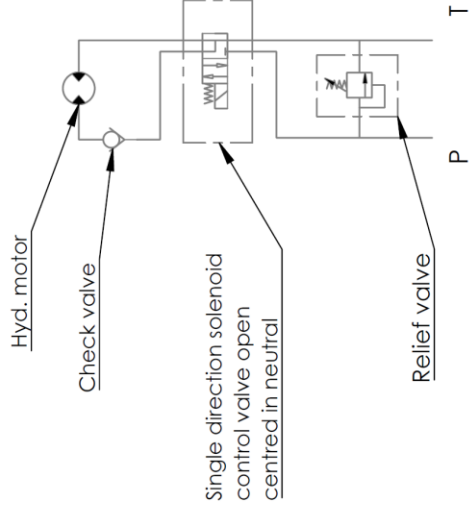 Hyd. motor
Check valve
Single direction solenoid
control valve open
centred in neutral
Relief valve
P
T